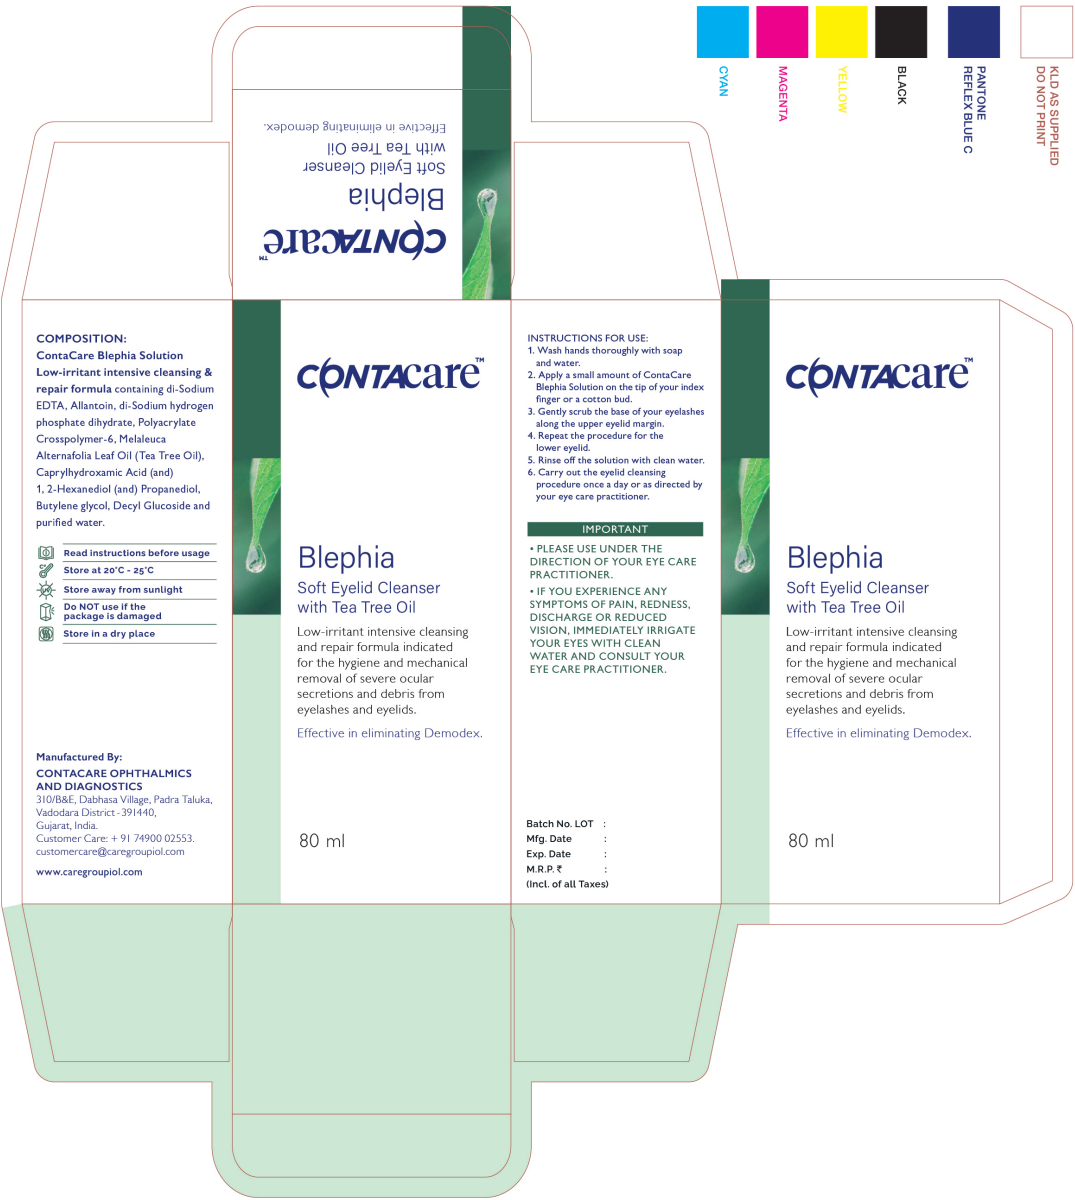 CYAN
MAGENTA
YELLOW
BLACK
PANTONE
REFLEX BLUE C
KLD AS SUPPLIED
DO NOT PRINT
CONTAcare™
Blephia
Soft Eyelid Cleanser
with Tea Tree Oil
Effective in eliminating demodex.
COMPOSITION:
ContaCare Blephia Solution
Low-irritant intensive cleansing &
repair formula containing di-Sodium
EDTA, Allantoin, di-Sodium hydrogen
phosphate dihydrate, Polyacrylate
Crosspolymer-6, Melaleuca
Alternafolia Leaf Oil (Tea Tree Oil),
Caprylhydroxamic Acid (and)
1, 2-Hexanediol (and) Propanediol,
Butylene glycol, Decyl Glucoside and
purified water.
Read instructions before usage
Store at 20°C - 25°C
Store away from sunlight
Do NOT use if the
package is damaged
Store in a dry place
Manufactured By:
CONTACARE OPHTHALMICS
AND DIAGNOSTICS
310/B&E, Dabhasa Village, Padra Taluka,
Vadodara District - 391440,
Gujarat, India.
Customer Care: + 91 74900 02553.
customercare@caregroupiol.com
www.caregroupiol.com
CONTAcare™
Blephia
Soft Eyelid Cleanser
with Tea Tree Oil
Low-irritant intensive cleansing
and repair formula indicated
for the hygiene and mechanical
removal of severe ocular
secretions and debris from
eyelashes and eyelids.
Effective in eliminating Demodex.
80 ml
INSTRUCTIONS FOR USE:
1. Wash hands thoroughly with soap
and water.
2. Apply a small amount of ContaCare
Blephia Solution on the tip of your index
finger or a cotton bud.
3. Gently scrub the base of your eyelashes
along the upper eyelid margin.
4. Repeat the procedure for the
lower eyelid.
5. Rinse off the solution with clean water.
6. Carry out the eyelid cleansing
procedure once a day or as directed by
your eye care practitioner.
IMPORTANT
• PLEASE USE UNDER THE
DIRECTION OF YOUR EYE CARE
PRACTITIONER.
• IF YOU EXPERIENCE ANY
SYMPTOMS OF PAIN, REDNESS,
DISCHARGE OR REDUCED
VISION, IMMEDIATELY IRRIGATE
YOUR EYES WITH CLEAN
WATER AND CONSULT YOUR
EYE CARE PRACTITIONER.
Batch No. LOT :
Mfg. Date :
Exp. Date :
M.R.P. ₹ :
(Incl. of all Taxes)
CONTAcare™
Blephia
Soft Eyelid Cleanser
with Tea Tree Oil
Low-irritant intensive cleansing
and repair formula indicated
for the hygiene and mechanical
removal of severe ocular
secretions and debris from
eyelashes and eyelids.
Effective in eliminating Demodex.
80 ml